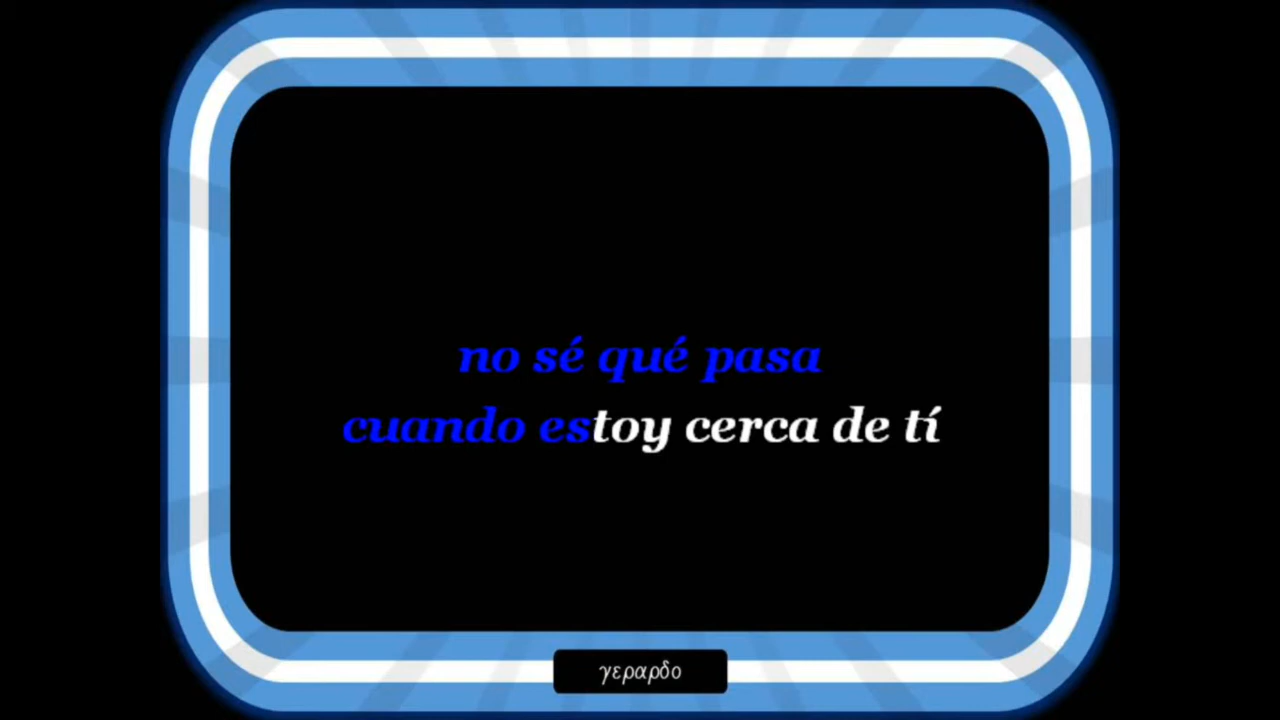 no sé qué pasa
cuando estoy cerca de tí
γεραρδο